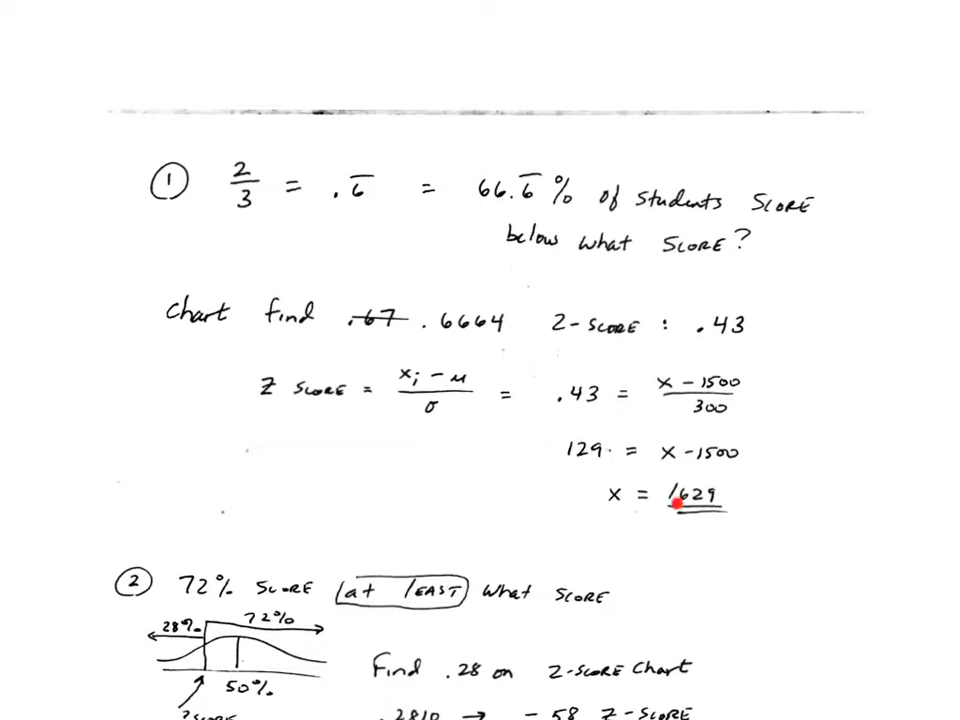 ① 2/3 = .6̅ = 66.6̅% of students SCORE
below what SCORE?
Chart find .67 .6664 Z-SCORE : .43
Z SCORE = xᵢ - μ / σ = .43 = x - 1500 / 300
129. = x - 1500
x = 1629
② 72% SCORE at lEAST what SCORE
28% 72%
50%
Find .28 on Z-SCORE Chart
.2810 → -.58 Z-SCORE